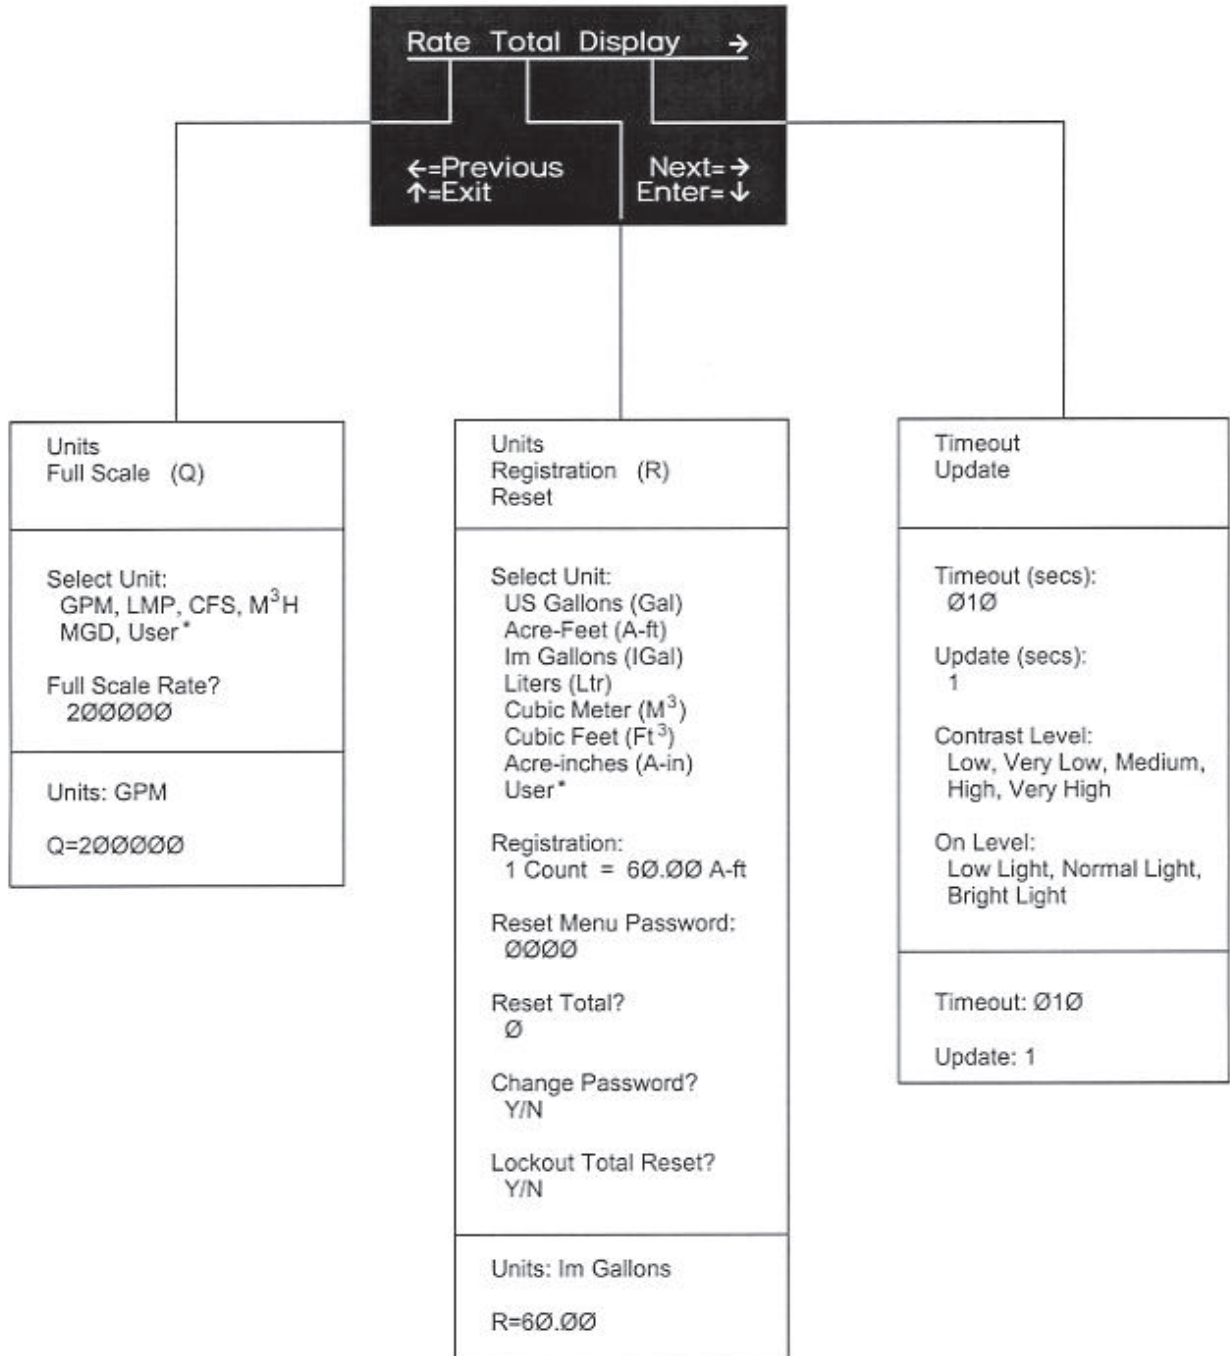 Rate Total Display →
←=Previous Next=→
↑=Exit Enter=↓
Units
Full Scale (Q)
Select Unit:
GPM, LMP, CFS, M³H
MGD, User*
Full Scale Rate?
2ØØØØØ
Units: GPM
Q=2ØØØØØ
Units
Registration (R)
Reset
Select Unit:
US Gallons (Gal)
Acre-Feet (A-ft)
Im Gallons (IGal)
Liters (Ltr)
Cubic Meter (M³)
Cubic Feet (Ft³)
Acre-inches (A-in)
User*
Registration:
1 Count = 6Ø.ØØ A-ft
Reset Menu Password:
ØØØØ
Reset Total?
Ø
Change Password?
Y/N
Lockout Total Reset?
Y/N
Units: Im Gallons
R=6Ø.ØØ
Timeout
Update
Timeout (secs):
Ø1Ø
Update (secs):
1
Contrast Level:
Low, Very Low, Medium,
High, Very High
On Level:
Low Light, Normal Light,
Bright Light
Timeout: Ø1Ø
Update: 1